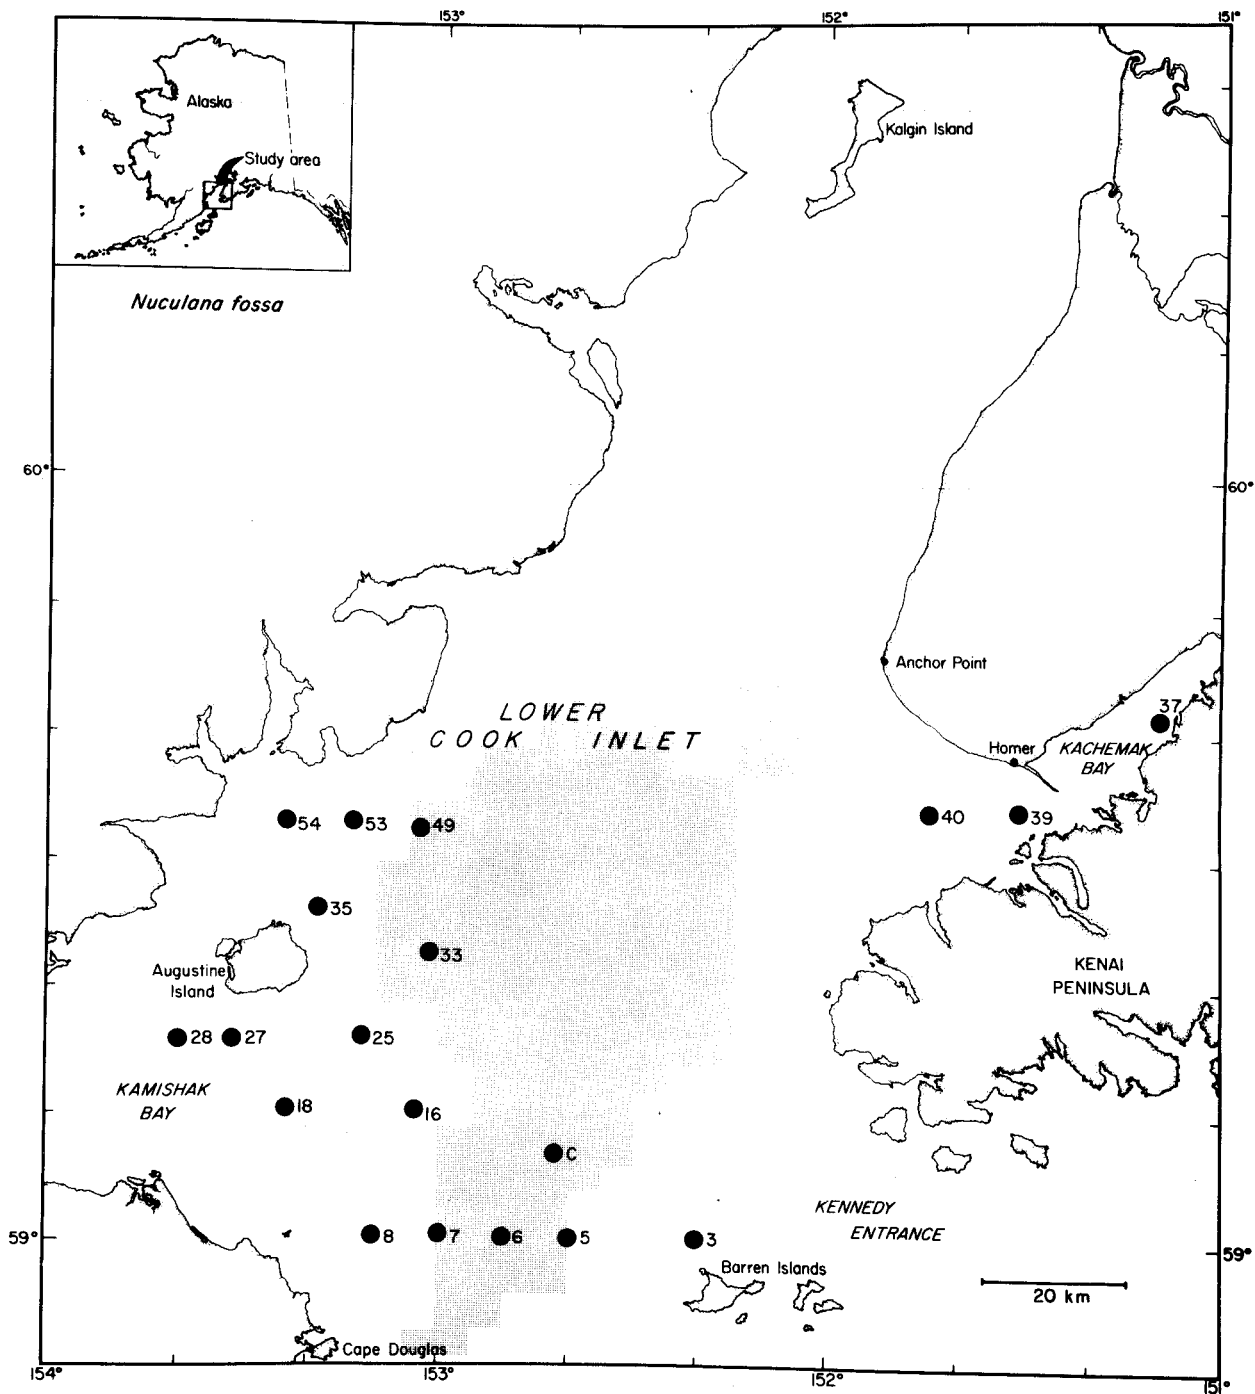 153°
152°
151°
Alaska
Study area
Kalgin Island
Nuculana fossa
60°
60°
Anchor Point
LOWER
COOK INLET
37
Homer
KACHEMAK
BAY
54
53
49
40
39
35
33
Augustine
Island
KENAI
PENINSULA
28
27
25
KAMISHAK
BAY
18
16
C
KENNEDY
ENTRANCE
59°
8
7
6
5
3
59°
Barren Islands
20 km
Cape Douglas
154°
153°
152°
151°